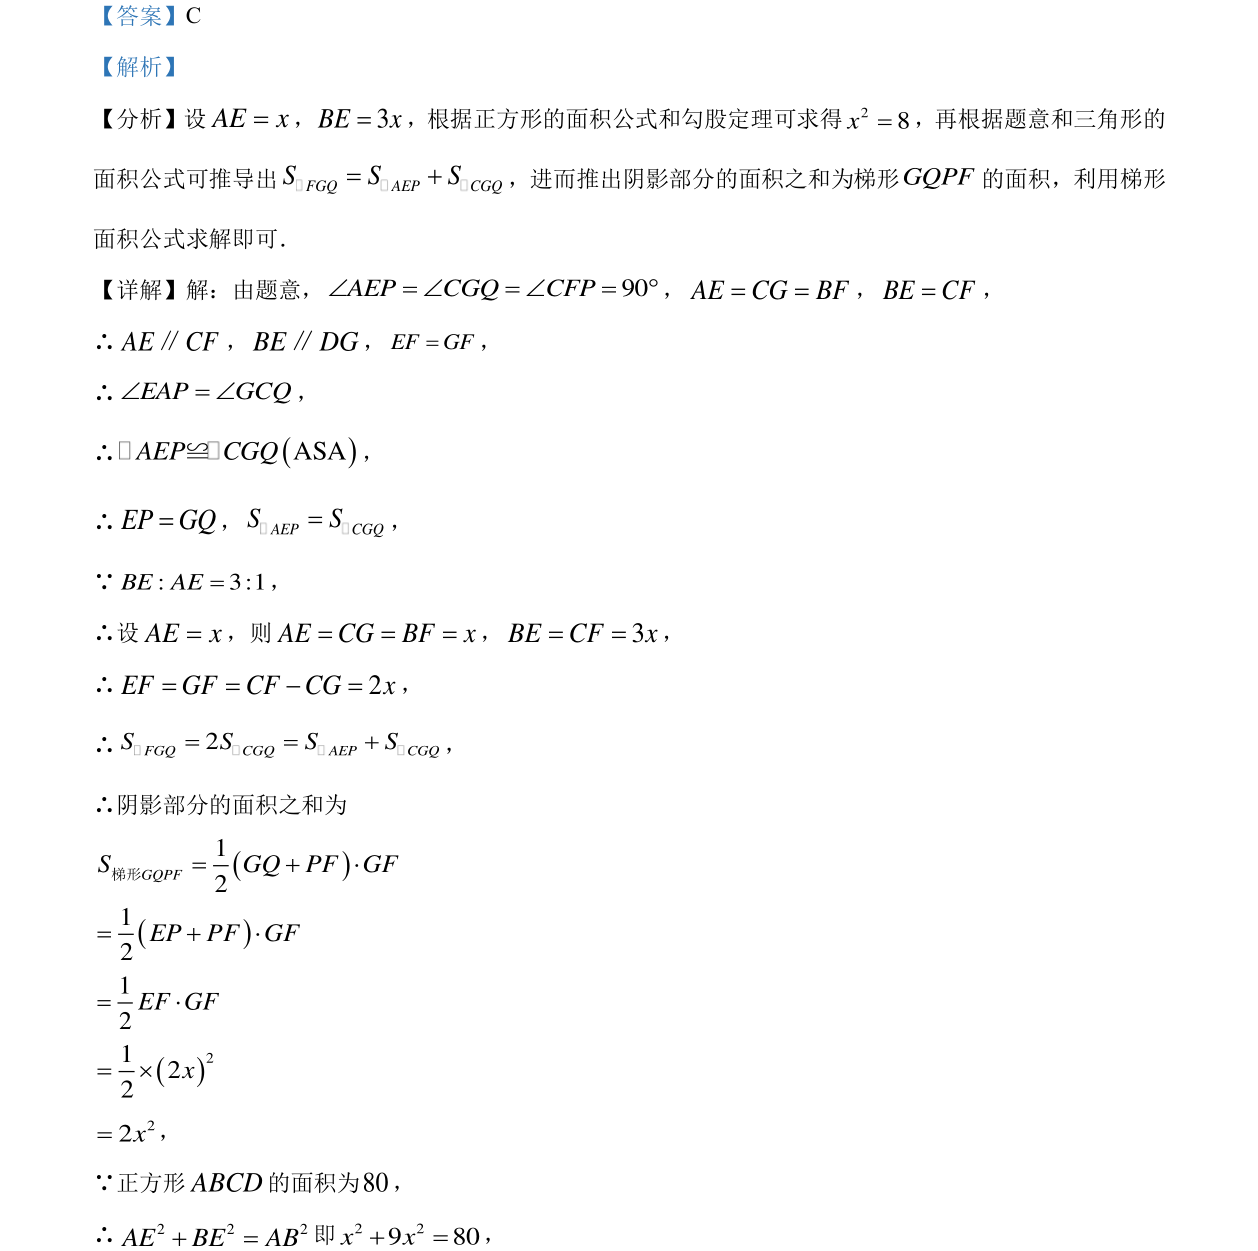 【答案】C
【解析】
【分析】设 AE = x，BE = 3x，根据正方形的面积公式和勾股定理可求得 x² = 8，再根据题意和三角形的
面积公式可推导出 S□FGQ = S□AEP + S□CGQ，进而推出阴影部分的面积之和为梯形 GQPF 的面积，利用梯形
面积公式求解即可．
【详解】解：由题意，∠AEP = ∠CGQ = ∠CFP = 90°，AE = CG = BF，BE = CF，
∴ AE // CF，BE // DG，EF = GF，
∴ ∠EAP = ∠GCQ，
∴□AEP≌□CGQ(ASA)，
∴ EP = GQ，S□AEP = S□CGQ，
∵ BE : AE = 3 :1，
∴设 AE = x，则 AE = CG = BF = x，BE = CF = 3x，
∴ EF = GF = CF − CG = 2x，
∴ S□FGQ = 2S□CGQ = S□AEP + S□CGQ，
∴阴影部分的面积之和为
S梯形GQPF = 1/2 (GQ + PF)·GF
= 1/2 (EP + PF)·GF
= 1/2 EF·GF
= 1/2 ×(2x)²
= 2x²，
∵正方形 ABCD 的面积为80，
∴ AE² + BE² = AB² 即 x² + 9x² = 80，